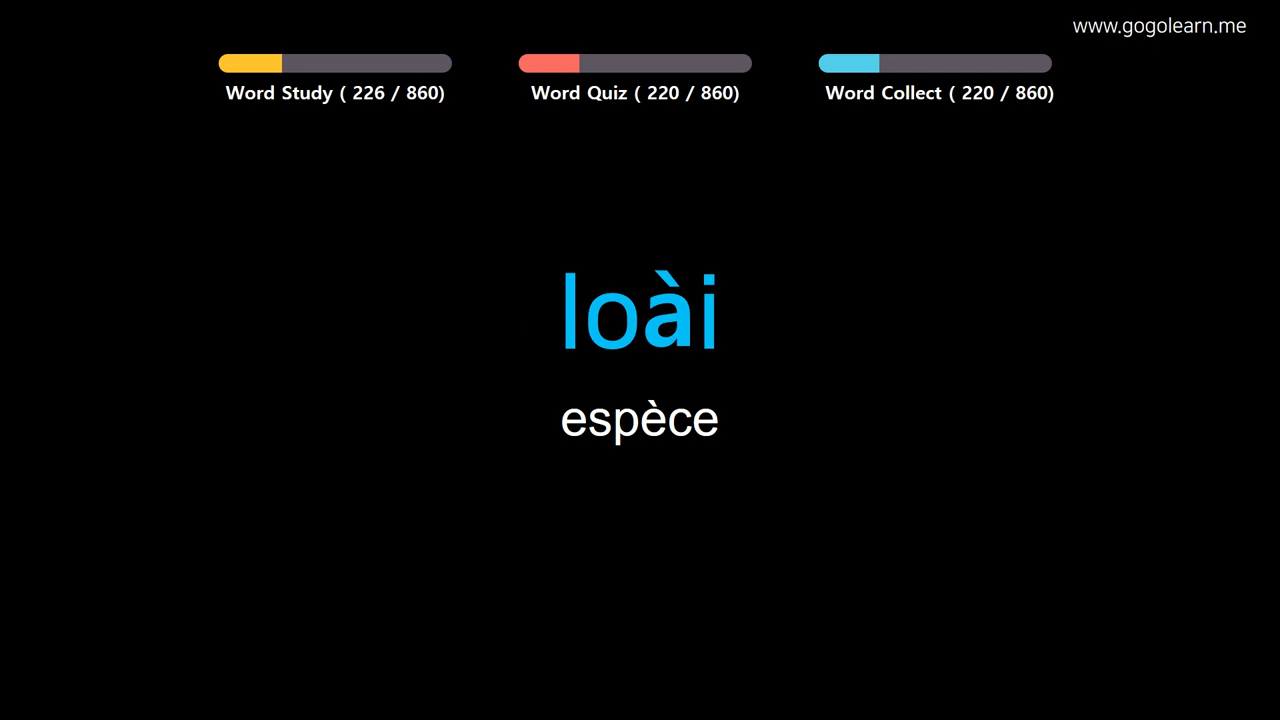 www.gogolearn.me
Word Study ( 226 / 860)
Word Quiz ( 220 / 860)
Word Collect ( 220 / 860)
loài
espèce